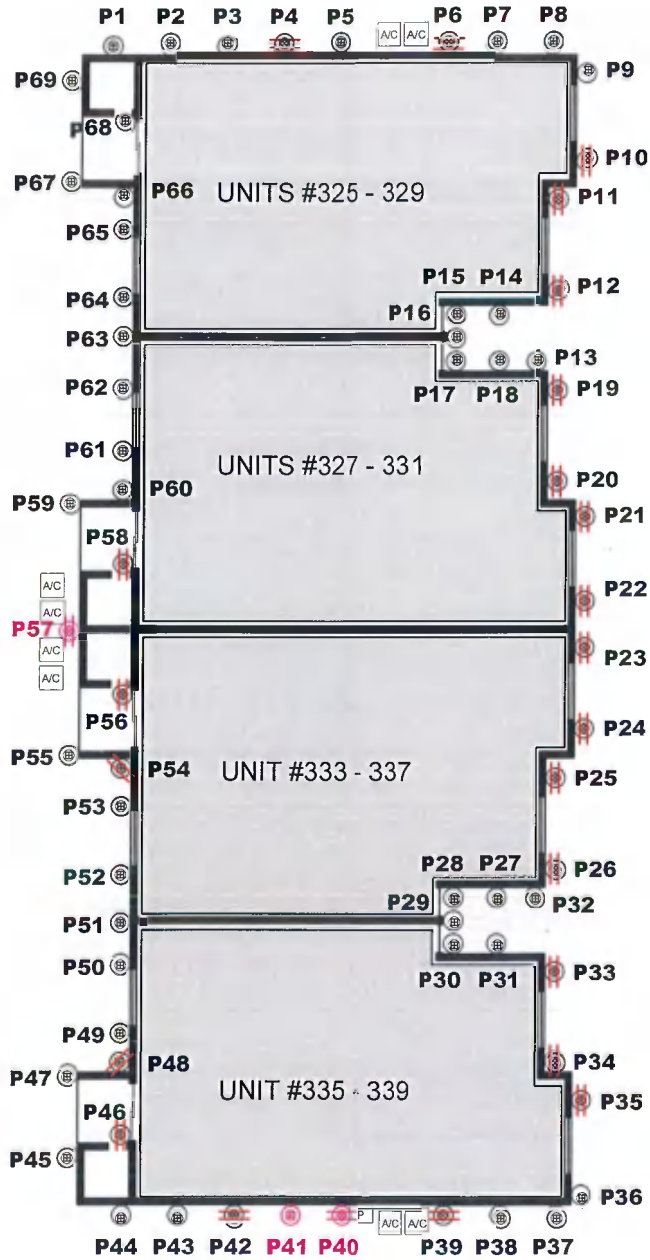 P1 P2 P3 P4 P5 A/C A/C P6 P7 P8
P69 P9
P68
P10
P67 P66 UNITS #325 - 329 P11
P65
P15 P14 P12
P64 P16
P63
P13
P62 P17 P18 P19
P61 UNITS #327 - 331
P59 P60 P20
P21
P58
A/C P22
A/C
P57
A/C P23
A/C
P56 P24
P55 P54 UNIT #333 - 337 P25
P53
P28 P27 P26
P52 P29 P32
P51
P50 P30 P31 P33
P49
P47 P48 UNIT #335 - 339 P34
P46 P35
P45
P36
P A/C A/C
P44 P43 P42 P41 P40 P39 P38 P37